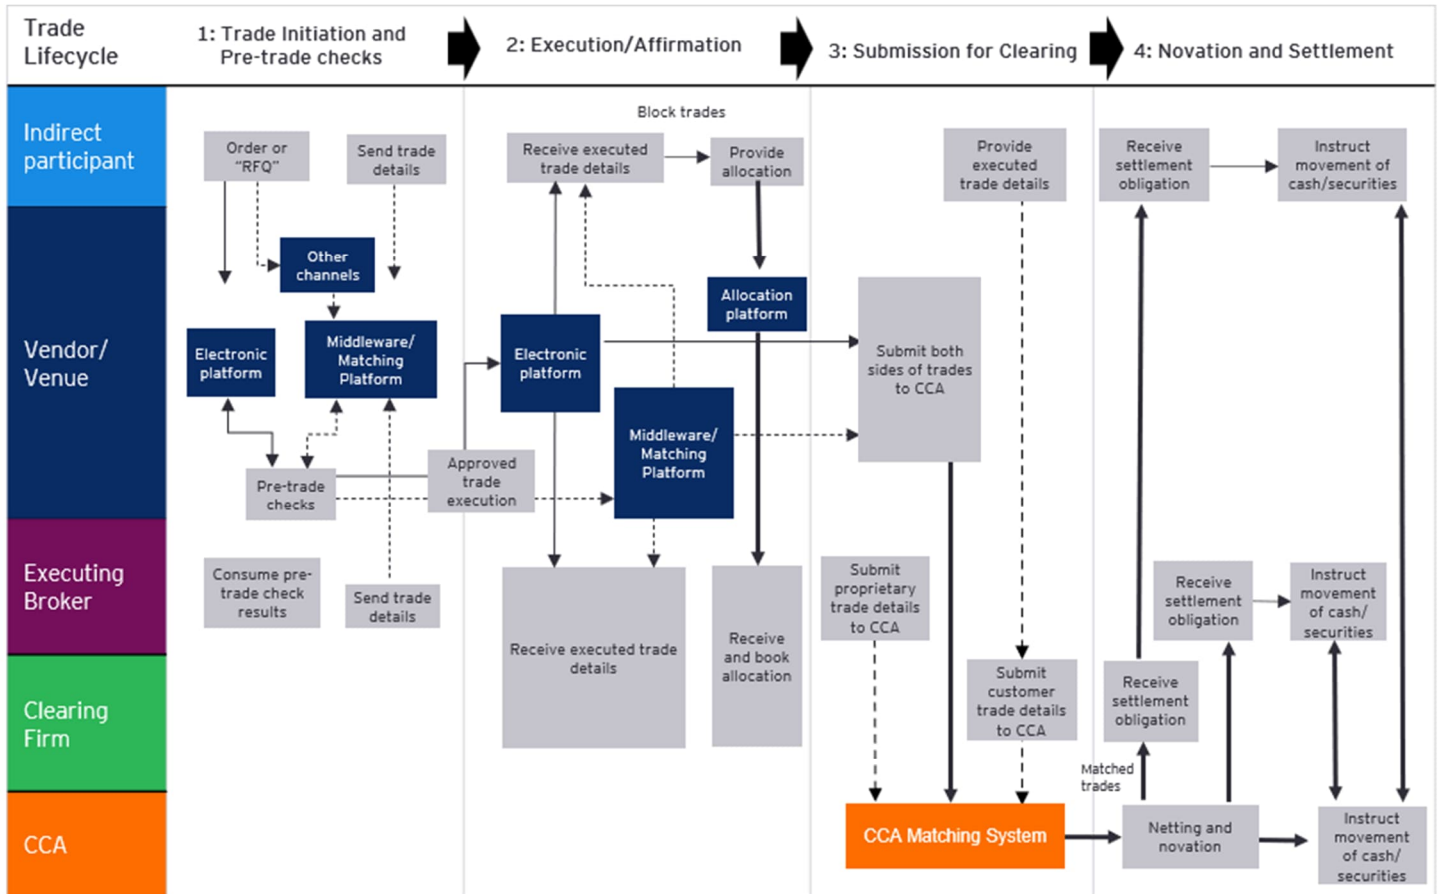 Trade
Lifecycle
1: Trade Initiation and
Pre-trade checks
2: Execution/Affirmation
3: Submission for Clearing
4: Novation and Settlement
Indirect
participant
Order or
“RFQ”
Send trade
details
Block trades
Receive executed
trade details
Provide
allocation
Provide
executed
trade details
Receive
settlement
obligation
Instruct
movement of
cash/securities
Vendor/
Venue
Other
channels
Electronic
platform
Middleware/
Matching
Platform
Pre-trade
checks
Approved
trade
execution
Electronic
platform
Middleware/
Matching
Platform
Allocation
platform
Submit both
sides of trades
to CCA
Executing
Broker
Consume pre-
trade check
results
Send trade
details
Receive executed trade
details
Receive
and book
allocation
Submit
proprietary
trade details
to CCA
Receive
settlement
obligation
Instruct
movement
of cash/
securities
Clearing
Firm
Submit
customer
trade details
to CCA
Receive
settlement
obligation
Matched
trades
CCA
CCA Matching System
Netting and
novation
Instruct
movement
of cash/
securities